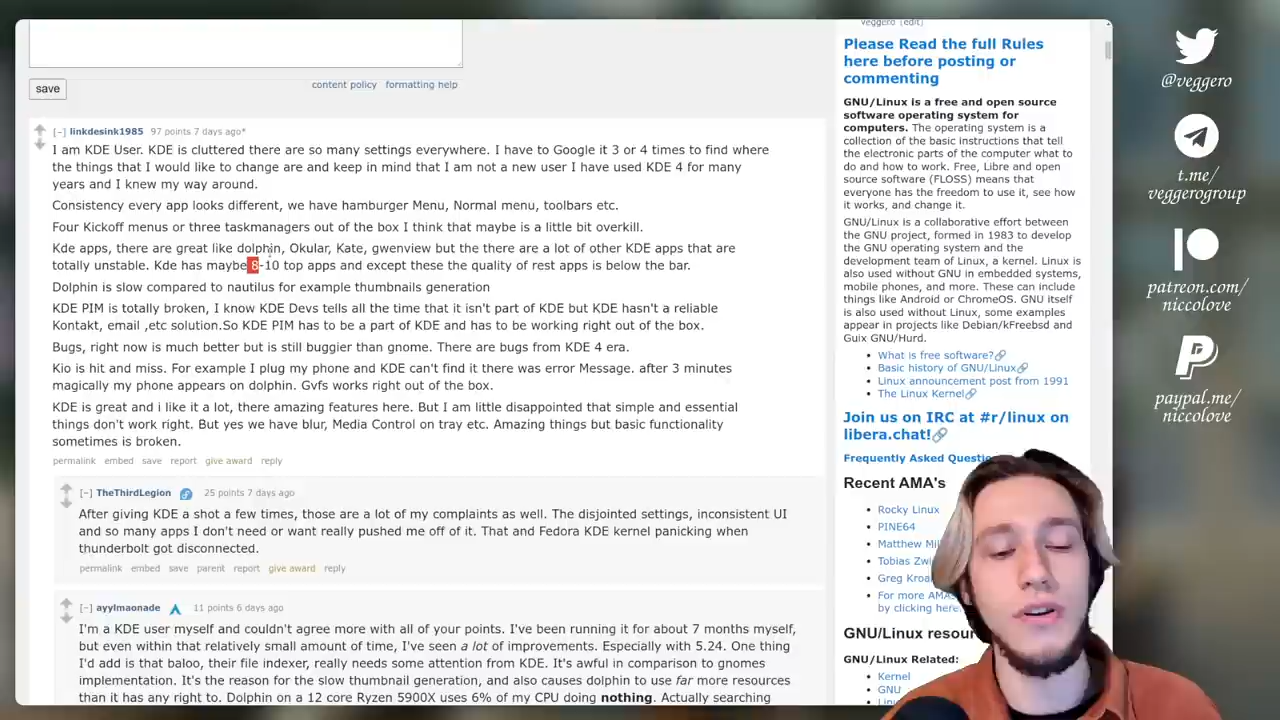 veggero [edit]
Please Read the full Rules
here before posting or
commenting
save
content policy formatting help
GNU/Linux is a free and open source
software operating system for
computers. The operating system is a
collection of the basic instructions that tell
the electronic parts of the computer what to
do and how to work. Free, Libre and open
source software (FLOSS) means that
everyone has the freedom to use it, see how
it works, and change it.
GNU/Linux is a collaborative effort between
the GNU project, formed in 1983 to develop
the GNU operating system and the
development team of Linux, a kernel. Linux is
also used without GNU in embedded systems,
mobile phones, and more. These can include
things like Android or ChromeOS. GNU itself
is also used without Linux, some examples
appear in projects like Debian/kFreebsd and
Guix GNU/Hurd.
What is free software?
Basic history of GNU/Linux
Linux announcement post from 1991
The Linux Kernel
Join us on IRC at #r/linux on
libera.chat!
Frequently Asked
Recent AMA's
Rocky Linux
PINE64
Matthew
Tobias
Greg
For more
by clicking here
GNU/Linux
GNU/Linux Related:
Kernel
GNU
[-] linkdesink1985 97 points 7 days ago*
I am KDE User. KDE is cluttered there are so many settings everywhere. I have to Google it 3 or 4 times to find where
the things that I would like to change are and keep in mind that I am not a new user I have used KDE 4 for many
years and I knew my way around.
Consistency every app looks different, we have hamburger Menu, Normal menu, toolbars etc.
Four Kickoff menus or three taskmanagers out of the box I think that maybe is a little bit overkill.
Kde apps, there are great like dolphin, Okular, Kate, gwenview but the there are a lot of other KDE apps that are
totally unstable. Kde has maybe 8-10 top apps and except these the quality of rest apps is below the bar.
Dolphin is slow compared to nautilus for example thumbnails generation
KDE PIM is totally broken, I know KDE Devs tells all the time that it isn't part of KDE but KDE hasn't a reliable
Kontakt, email ,etc solution.So KDE PIM has to be a part of KDE and has to be working right out of the box.
Bugs, right now is much better but is still buggier than gnome. There are bugs from KDE 4 era.
Kio is hit and miss. For example I plug my phone and KDE can't find it there was error Message. after 3 minutes
magically my phone appears on dolphin. Gvfs works right out of the box.
KDE is great and i like it a lot, there amazing features here. But I am little disappointed that simple and essential
things don't work right. But yes we have blur, Media Control on tray etc. Amazing things but basic functionality
sometimes is broken.
permalink embed save report give award reply
[-] TheThirdLegion 25 points 7 days ago
After giving KDE a shot a few times, those are a lot of my complaints as well. The disjointed settings, inconsistent UI
and so many apps I don't need or want really pushed me off of it. That and Fedora KDE kernel panicking when
thunderbolt got disconnected.
permalink embed save parent report give award reply
[-] ayylmaonade 11 points 6 days ago
I'm a KDE user myself and couldn't agree more with all of your points. I've been running it for about 7 months myself,
but even within that relatively small amount of time, I've seen a lot of improvements. Especially with 5.24. One thing
I'd add is that baloo, their file indexer, really needs some attention from KDE. It's awful in comparison to gnomes
implementation. It's the reason for the slow thumbnail generation, and also causes dolphin to use far more resources
than it has any right to. Dolphin on a 12 core Ryzen 5900X uses 6% of my CPU doing nothing. Actually searching
@veggero
t.me/
veggerogroup
patreon.com/
niccolove
paypal.me/
niccolove